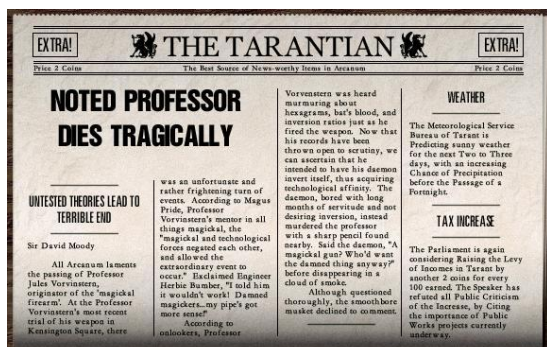 EXTRA!
THE TARANTIAN
EXTRA!
Price 2 Coins
The Best Source of News-worthy Items in Arcanum
Price 2 Coins
NOTED PROFESSOR
DIES TRAGICALLY
UNTESTED THEORIES LEAD TO
TERRIBLE END
Sir David Moody
All Arcanum laments
the passing of Professor
Jules Vorvinstern,
originator of the 'magickal
firearm'. At the Professor
Vorvinstern's most recent
trial of his weapon in
Kensington Square, there
was an unfortunate and
rather frightening turn of
events. According to Magus
Pride, Professor
Vorvinstern's mentor in all
things magickal, the
"magickal and technological
forces negated each other,
and allowed the
extraordinary event to
occur." Exclaimed Engineer
Herbie Bumber, "I told him
it wouldn't work! Damned
magickers...my pipe's got
more sense!"
According to
onlookers, Professor
Vorvenstern was heard
murmuring about
hexagrams, bat's blood, and
inversion ratios just as he
fired the weapon. Now that
his records have been
thrown open to scrutiny, we
can ascertain that he
intended to have his daemon
invert itself, thus acquiring
technological affinity. The
daemon, bored with long
months of servitude and not
desiring inversion, instead
murdered the professor
with a sharp pencil found
nearby. Said the daemon, "A
magickal gun? Who'd want
the damned thing anyway?"
before disappearing in a
cloud of smoke.
Although questioned
thoroughly, the smoothbore
musket declined to comment.
WEATHER
The Meteorological Service
Bureau of Tarant is
Predicting sunny weather
for the next Two to Three
days, with an increasing
Chance of Precipitation
before the Passage of a
Fortnight.
TAX INCREASE
The Parliament is again
considering Raising the Levy
of Incomes in Tarant by
another 2 coins for every
100 earned. The Speaker has
refuted all Public Criticism
of the Increase, by Citing
the importance of Public
Works projects currently
underway.